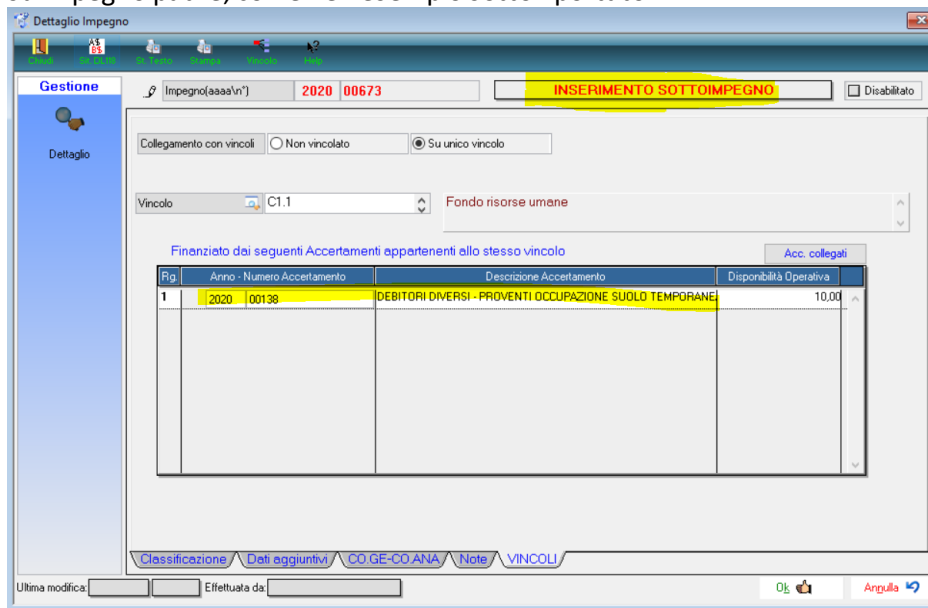 Dettaglio Impegno
Chiudi Sit. DL118 St. Testo Stampa Vincolo Help
Gestione
Dettaglio
Impegno(aaaa\n°) 2020 00673 INSERIMENTO SOTTOIMPEGNO Disabilitato
Collegamento con vincoli Non vincolato Su unico vincolo
Vincolo C1.1 Fondo risorse umane
Finanziato dai seguenti Accertamenti appartenenti allo stesso vincolo Acc. collegati
Rg. Anno - Numero Accertamento Descrizione Accertamento Disponibilità Operativa
1 2020 00138 DEBITORI DIVERSI - PROVENTI OCCUPAZIONE SUOLO TEMPORANE 10,00
Classificazione Dati aggiuntivi CO.GE-CO.ANA Note VINCOLI
Ultima modifica: Effettuata da: Ok Annulla